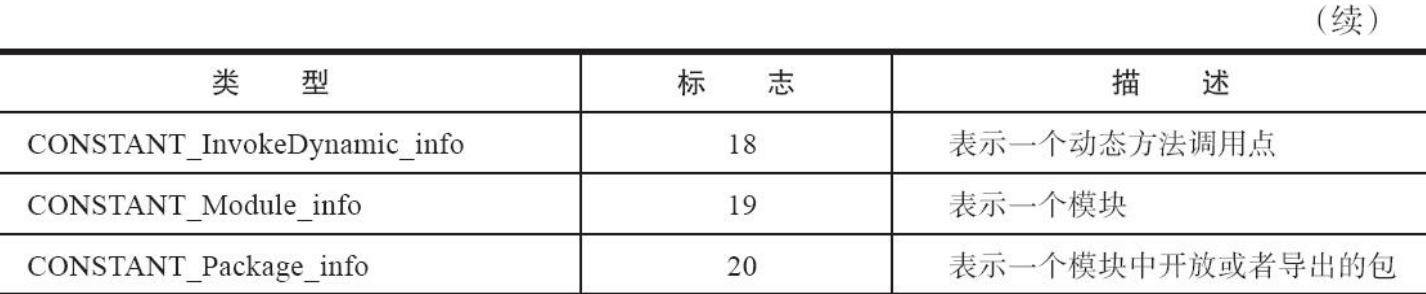 （续）
类 型 标 志 描 述
CONSTANT_InvokeDynamic_info 18 表示一个动态方法调用点
CONSTANT_Module_info 19 表示一个模块
CONSTANT_Package_info 20 表示一个模块中开放或者导出的包